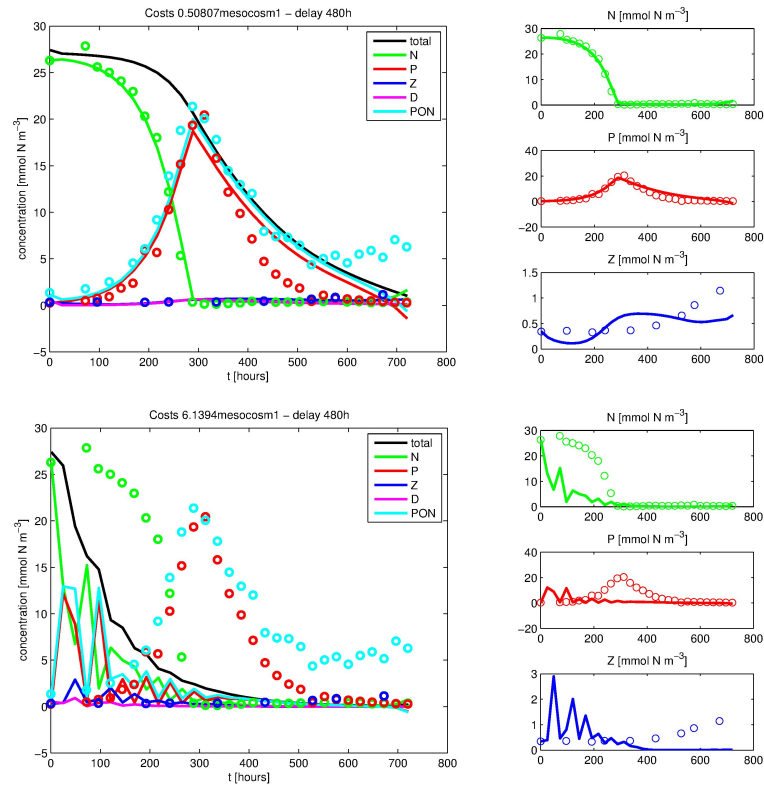 Costs 0.50807mesocosm1 − delay 480h
concentration [mmol N m−3]
30
25
20
15
10
5
0
−5
0 100 200 300 400 500 600 700 800
t [hours]
total
N
P
Z
D
PON
N [mmol N m−3]
30
20
10
0
0 200 400 600 800
P [mmol N m−3]
40
20
0
−20
0 200 400 600 800
Z [mmol N m−3]
1.5
1
0.5
0
0 200 400 600 800
Costs 6.1394mesocosm1 − delay 480h
concentration [mmol N m−3]
30
25
20
15
10
5
0
−5
0 100 200 300 400 500 600 700 800
t [hours]
total
N
P
Z
D
PON
N [mmol N m−3]
30
20
10
0
0 200 400 600 800
P [mmol N m−3]
40
20
0
−20
0 200 400 600 800
Z [mmol N m−3]
3
2
1
0
0 200 400 600 800